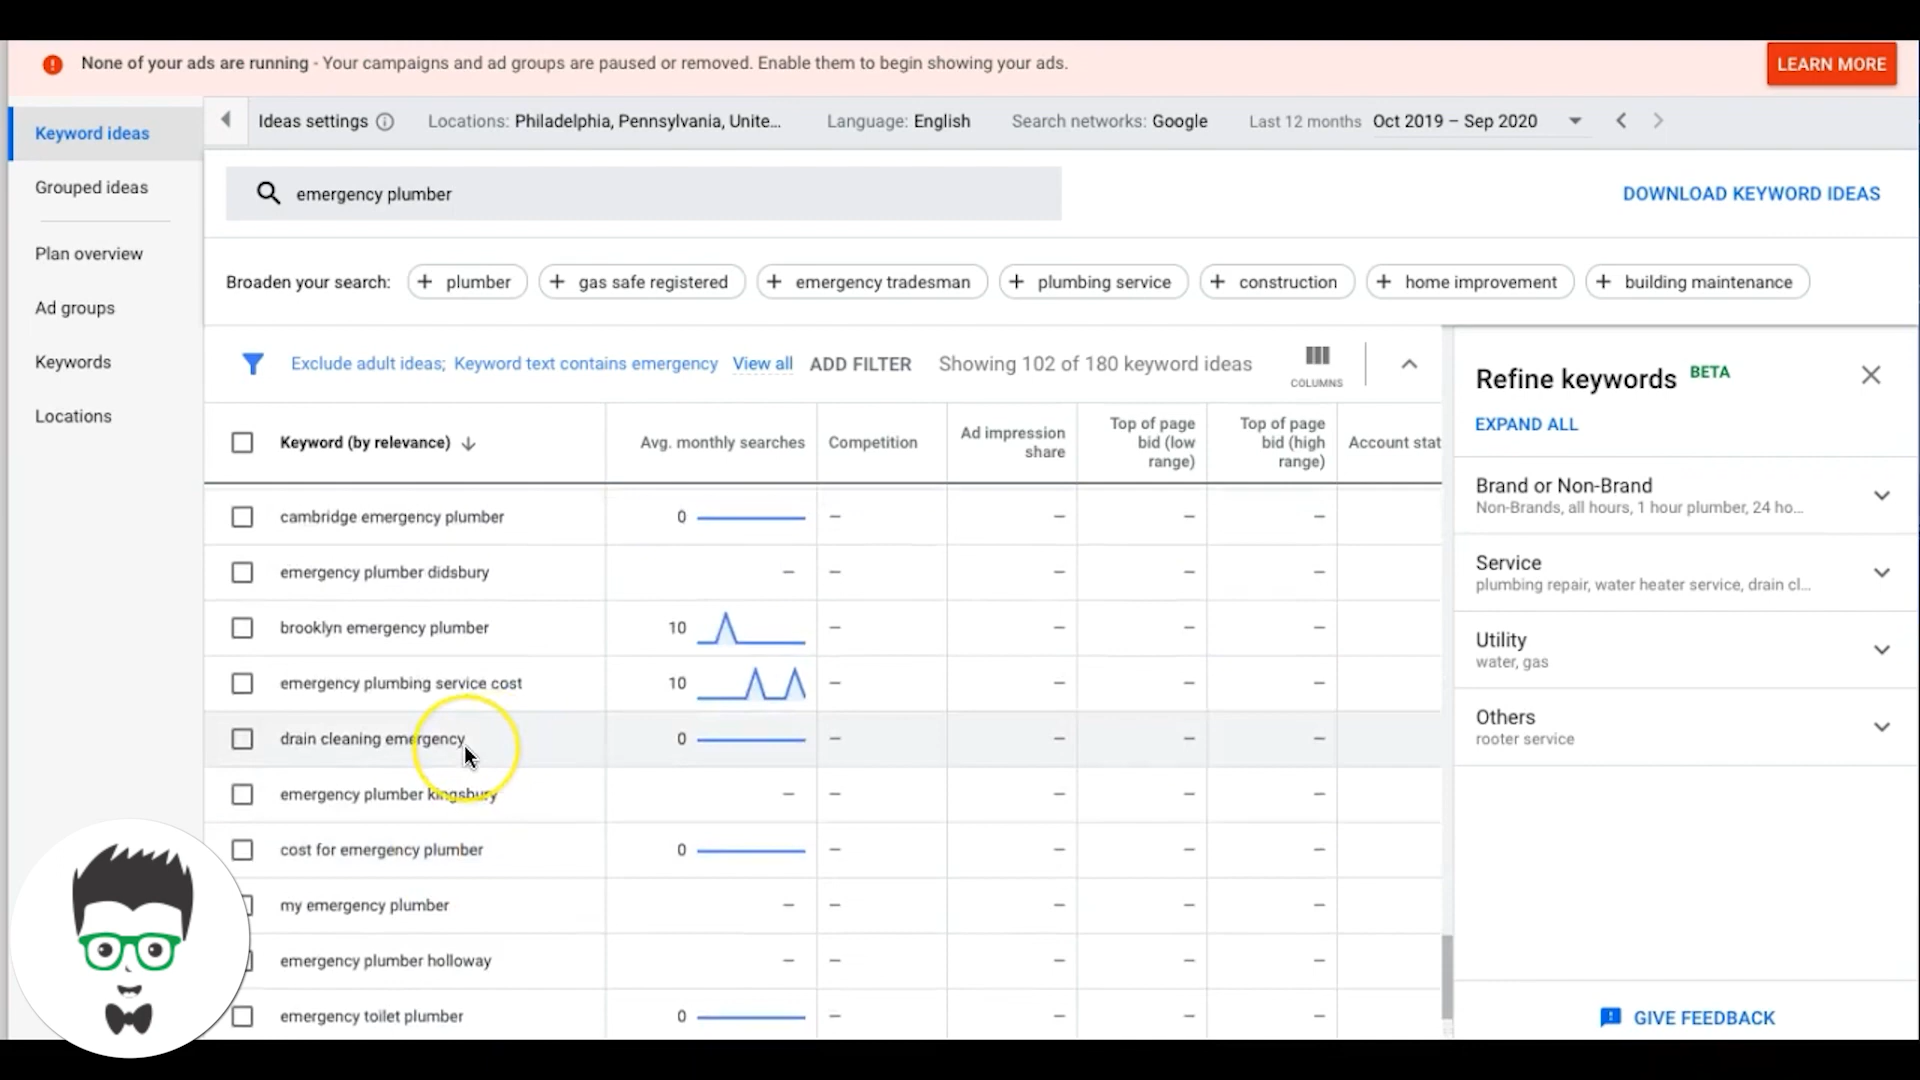 None of your ads are running - Your campaigns and ad groups are paused or removed. Enable them to begin showing your ads.
LEARN MORE
Keyword ideas
Grouped ideas
Plan overview
Ad groups
Keywords
Locations
Ideas settings
Locations: Philadelphia, Pennsylvania, Unite...
Language: English
Search networks: Google
Last 12 months Oct 2019 – Sep 2020
emergency plumber
DOWNLOAD KEYWORD IDEAS
Broaden your search: + plumber + gas safe registered + emergency tradesman + plumbing service + construction + home improvement + building maintenance
Exclude adult ideas; Keyword text contains emergency View all ADD FILTER Showing 102 of 180 keyword ideas
COLUMNS
Keyword (by relevance)
Avg. monthly searches
Competition
Ad impression
share
Top of page
bid (low
range)
Top of page
bid (high
range)
Account stat
cambridge emergency plumber 0 – – – –
emergency plumber didsbury – – – – –
brooklyn emergency plumber 10 – – – –
emergency plumbing service cost 10 – – – –
drain cleaning emergency 0 – – – –
emergency plumber kingsbury – – – – –
cost for emergency plumber 0 – – – –
my emergency plumber – – – – –
emergency plumber holloway – – – – –
emergency toilet plumber 0 – – – –
Refine keywords BETA
EXPAND ALL
Brand or Non-Brand
Non-Brands, all hours, 1 hour plumber, 24 ho...
Service
plumbing repair, water heater service, drain cl...
Utility
water, gas
Others
rooter service
GIVE FEEDBACK